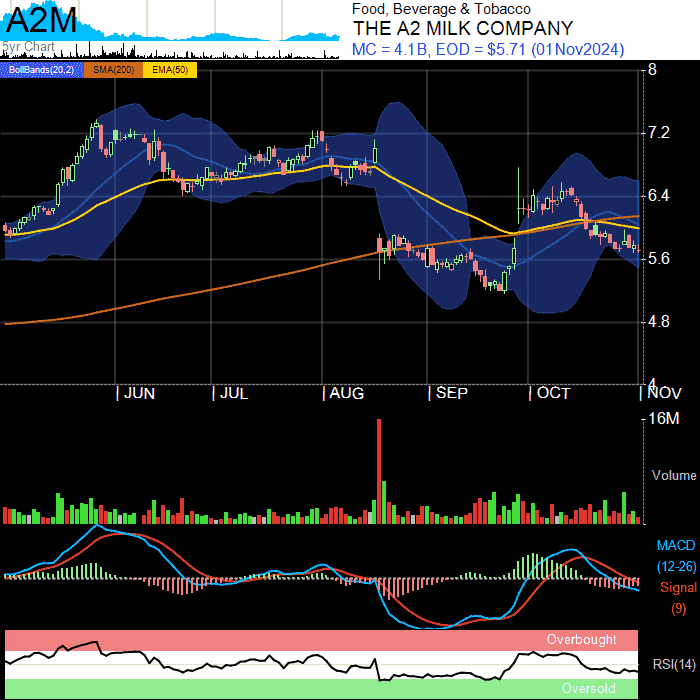 A2M
5yr Chart
Food, Beverage & Tobacco
THE A2 MILK COMPANY
MC = 4.1B, EOD = $5.71 (01Nov2024)
BollBands(20,2) SMA(200) EMA(50)
8
7.2
6.4
5.6
4.8
4
JUN JUL AUG SEP OCT NOV
16M
Volume
MACD
(12-26)
Signal
(9)
Overbought
RSI(14)
Oversold